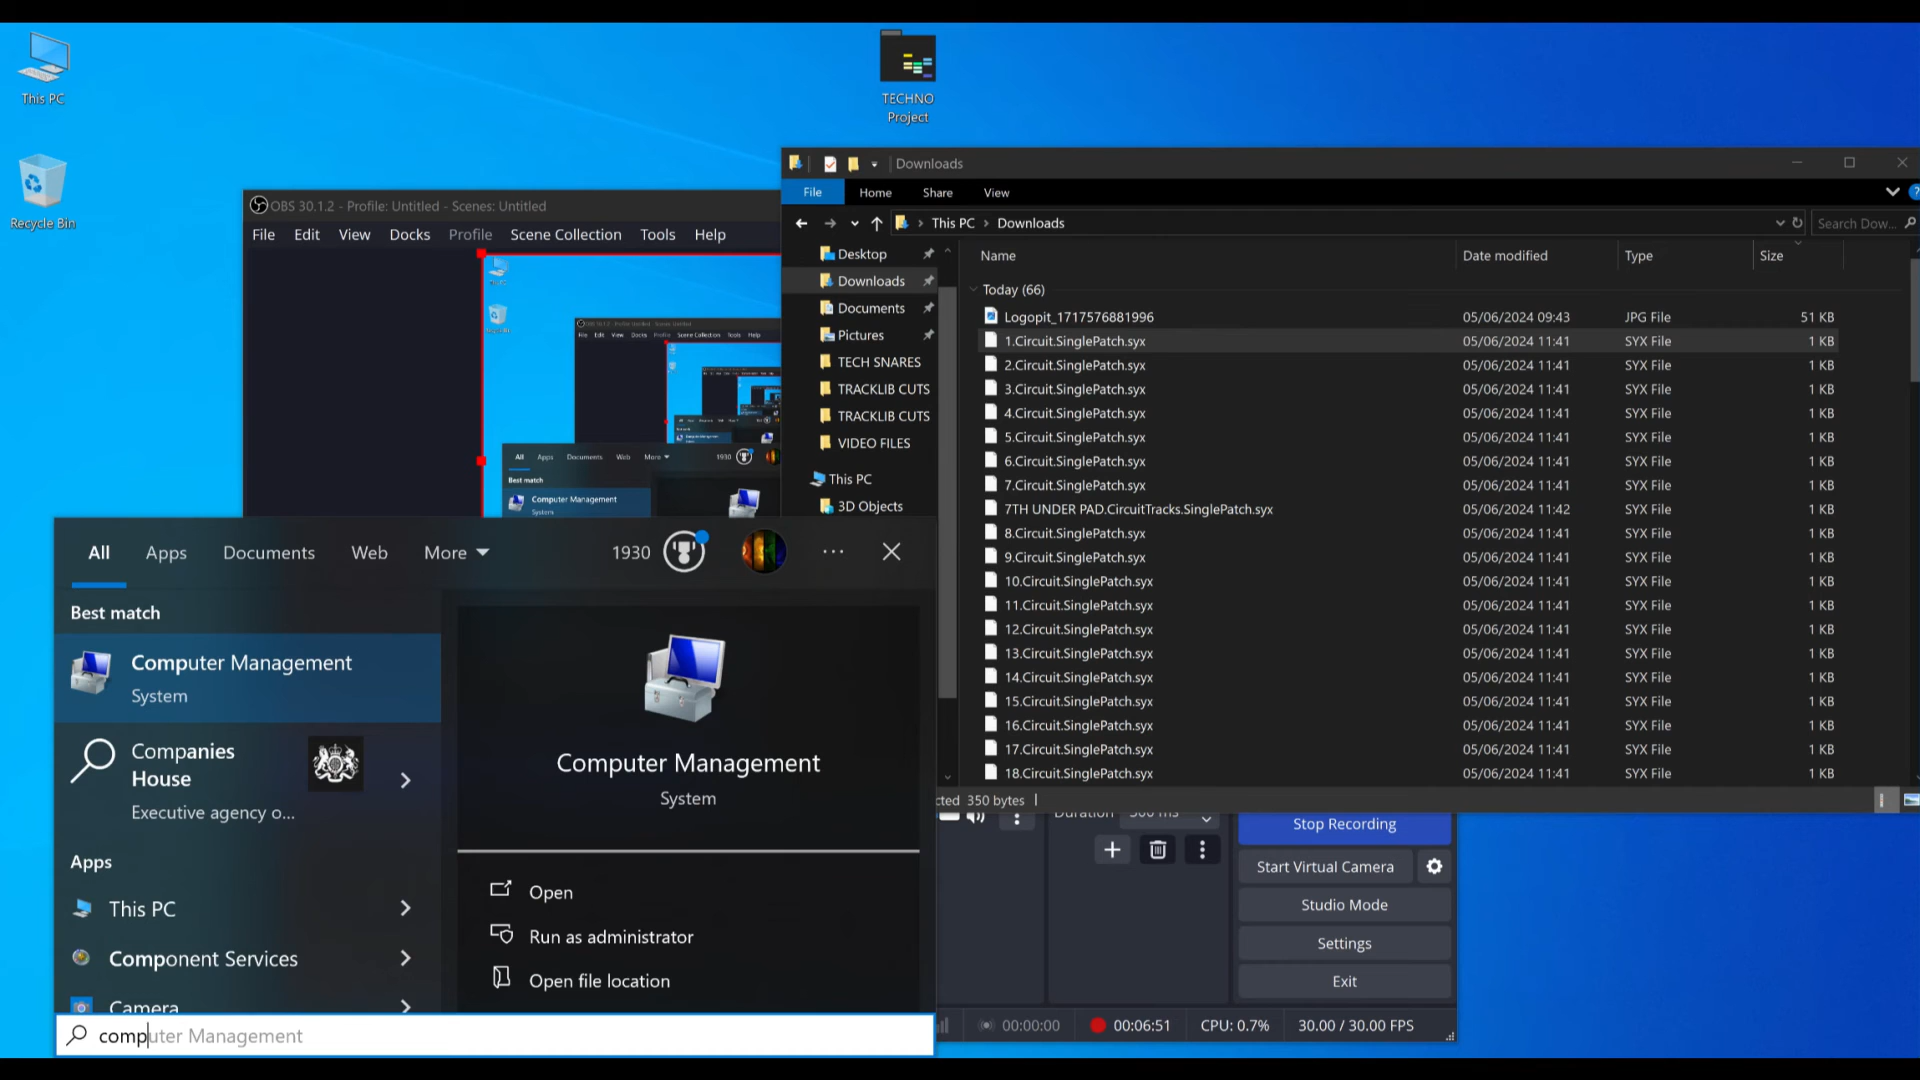 This PC
Recycle Bin
TECHNO
Project
OBS 30.1.2 - Profile: Untitled - Scenes: Untitled
File Edit View Docks Profile Scene Collection Tools Help
All Apps Documents Web More 1930
Best match
Computer Management
System
Downloads
File Home Share View
This PC Downloads
Search Dow...
Desktop
Downloads
Documents
Pictures
TECH SNARES
TRACKLIB CUTS
TRACKLIB CUTS
VIDEO FILES
This PC
3D Objects
Name Date modified Type Size
Today (66)
Logopit_1717576881996 05/06/2024 09:43 JPG File 51 KB
1.Circuit.SinglePatch.syx 05/06/2024 11:41 SYX File 1 KB
2.Circuit.SinglePatch.syx 05/06/2024 11:41 SYX File 1 KB
3.Circuit.SinglePatch.syx 05/06/2024 11:41 SYX File 1 KB
4.Circuit.SinglePatch.syx 05/06/2024 11:41 SYX File 1 KB
5.Circuit.SinglePatch.syx 05/06/2024 11:41 SYX File 1 KB
6.Circuit.SinglePatch.syx 05/06/2024 11:41 SYX File 1 KB
7.Circuit.SinglePatch.syx 05/06/2024 11:41 SYX File 1 KB
7TH UNDER PAD.CircuitTracks.SinglePatch.syx 05/06/2024 11:42 SYX File 1 KB
8.Circuit.SinglePatch.syx 05/06/2024 11:41 SYX File 1 KB
9.Circuit.SinglePatch.syx 05/06/2024 11:41 SYX File 1 KB
10.Circuit.SinglePatch.syx 05/06/2024 11:41 SYX File 1 KB
11.Circuit.SinglePatch.syx 05/06/2024 11:41 SYX File 1 KB
12.Circuit.SinglePatch.syx 05/06/2024 11:41 SYX File 1 KB
13.Circuit.SinglePatch.syx 05/06/2024 11:41 SYX File 1 KB
14.Circuit.SinglePatch.syx 05/06/2024 11:41 SYX File 1 KB
15.Circuit.SinglePatch.syx 05/06/2024 11:41 SYX File 1 KB
16.Circuit.SinglePatch.syx 05/06/2024 11:41 SYX File 1 KB
17.Circuit.SinglePatch.syx 05/06/2024 11:41 SYX File 1 KB
18.Circuit.SinglePatch.syx 05/06/2024 11:41 SYX File 1 KB
cted 350 bytes
All Apps Documents Web More 1930
Best match
Computer Management
System
Companies
House
Executive agency o...
Apps
This PC
Component Services
Camera
Computer Management
System
Open
Run as administrator
Open file location
computer Management
Duration 300 ms
Stop Recording
Start Virtual Camera
Studio Mode
Settings
Exit
00:00:00 00:06:51 CPU: 0.7% 30.00 / 30.00 FPS